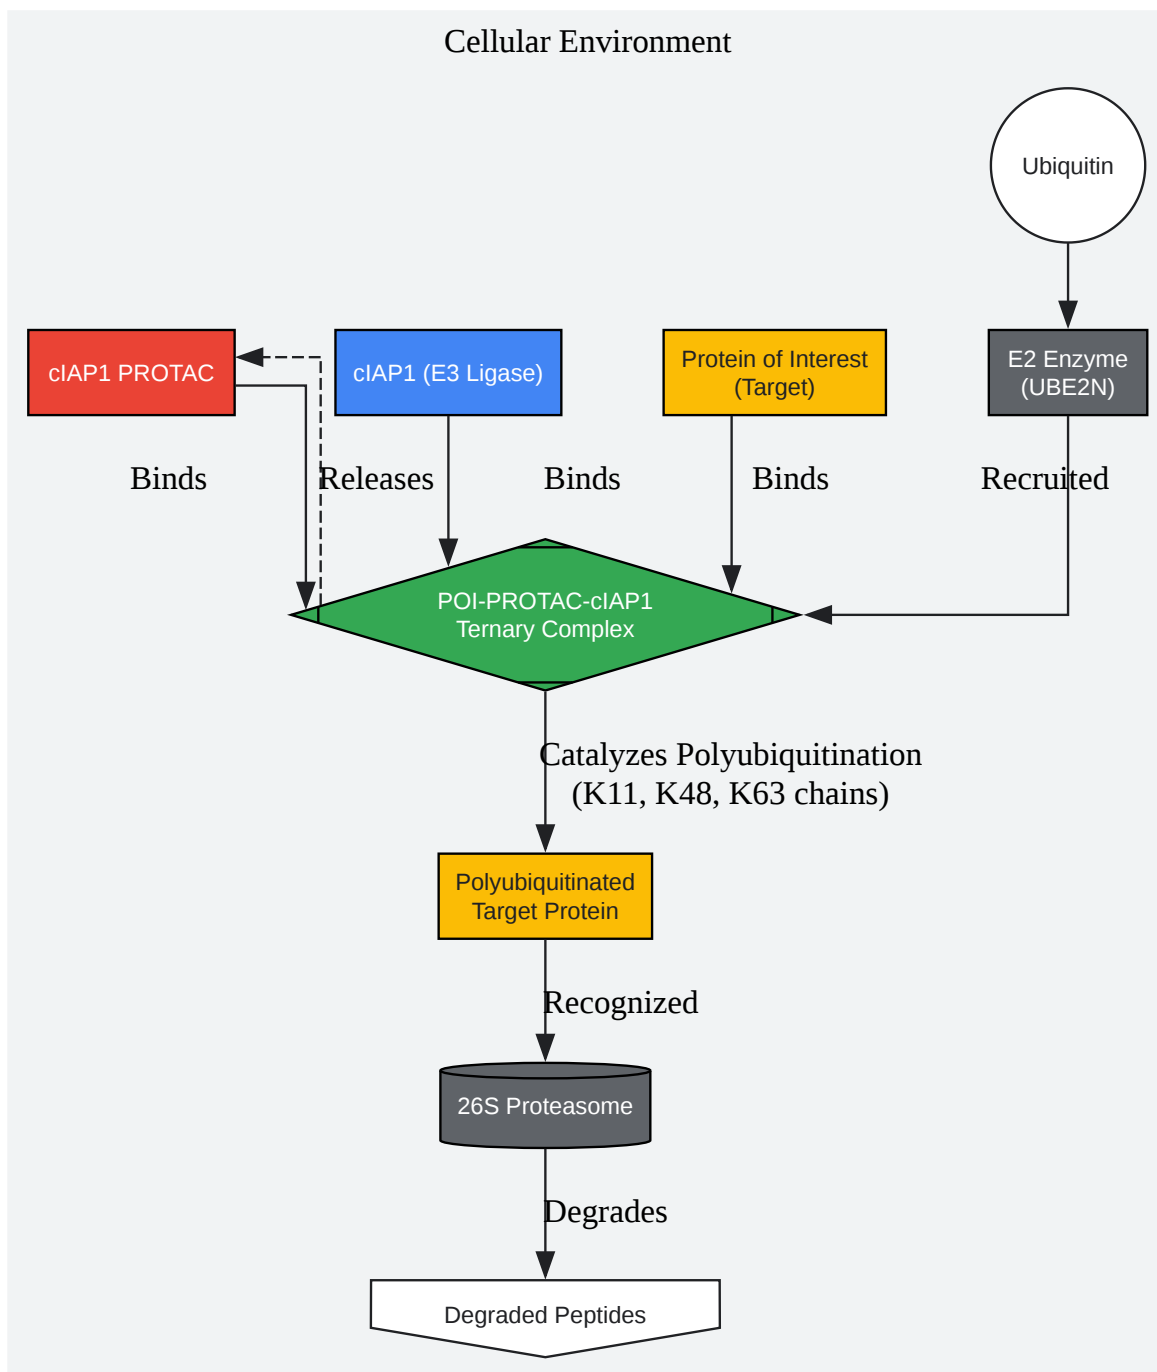 Cellular Environment
Ubiquitin
cIAP1 PROTAC
cIAP1 (E3 Ligase)
Protein of Interest
(Target)
E2 Enzyme
(UBE2N)
Binds
Releases
Binds
Binds
Recruited
POI-PROTAC-cIAP1
Ternary Complex
Catalyzes Polyubiquitination
(K11, K48, K63 chains)
Polyubiquitinated
Target Protein
Recognized
26S Proteasome
Degrades
Degraded Peptides